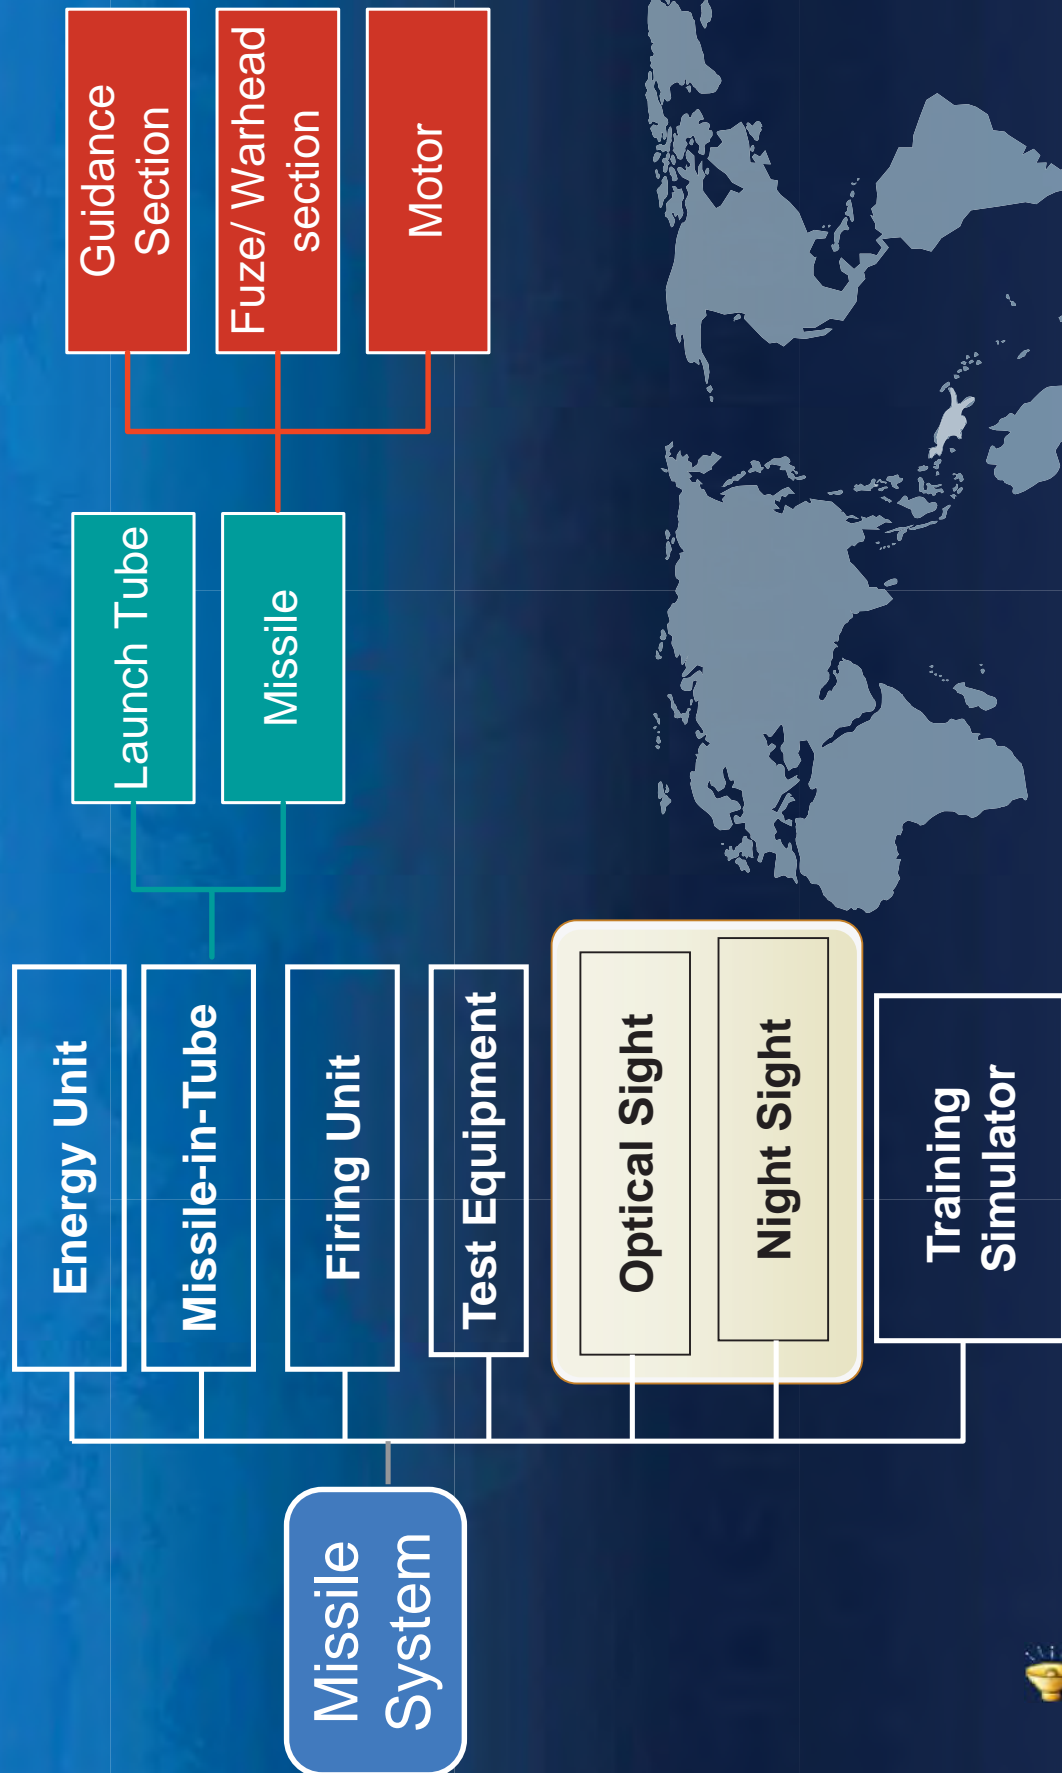 Missile
System
Energy Unit
Missile-in-Tube
Firing Unit
Test Equipment
Optical Sight
Night Sight
Training
Simulator
Launch Tube
Missile
Guidance
Section
Fuze/ Warhead
section
Motor